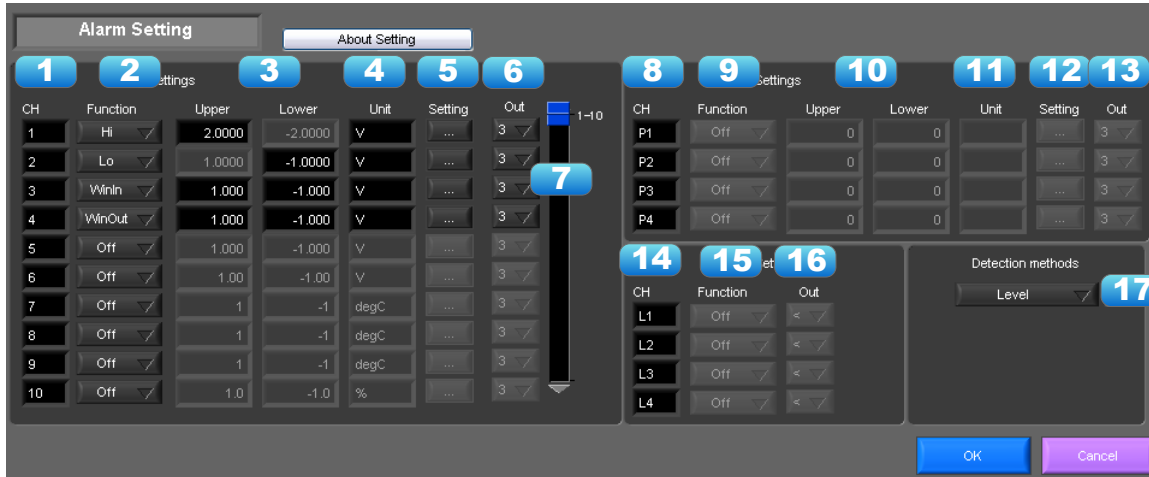 Alarm Setting
About Setting
1 2 ettings 3 4 5 6
CH Function Upper Lower Unit Setting Out
1 Hi 2.0000 -2.0000 V ... 3
2 Lo 1.0000 -1.0000 V ... 3
3 WinIn 1.000 -1.000 V ... 3
4 WinOut 1.000 -1.000 V ... 3
5 Off 1.000 -1.000 V ... 3
6 Off 1.00 -1.00 V ... 3
7 Off 1 -1 degC ... 3
8 Off 1 -1 degC ... 3
9 Off 1 -1 degC ... 3
10 Off 1.0 -1.0 % ... 3
1-10
7
8 9 Settings 10 11 12 13
CH Function Upper Lower Unit Setting Out
P1 Off 0 0 ... 3
P2 Off 0 0 ... 3
P3 Off 0 0 ... 3
P4 Off 0 0 ... 3
14 15 et 16
CH Function Out
L1 Off <
L2 Off <
L3 Off <
L4 Off <
Detection methods
Level 17
OK Cancel